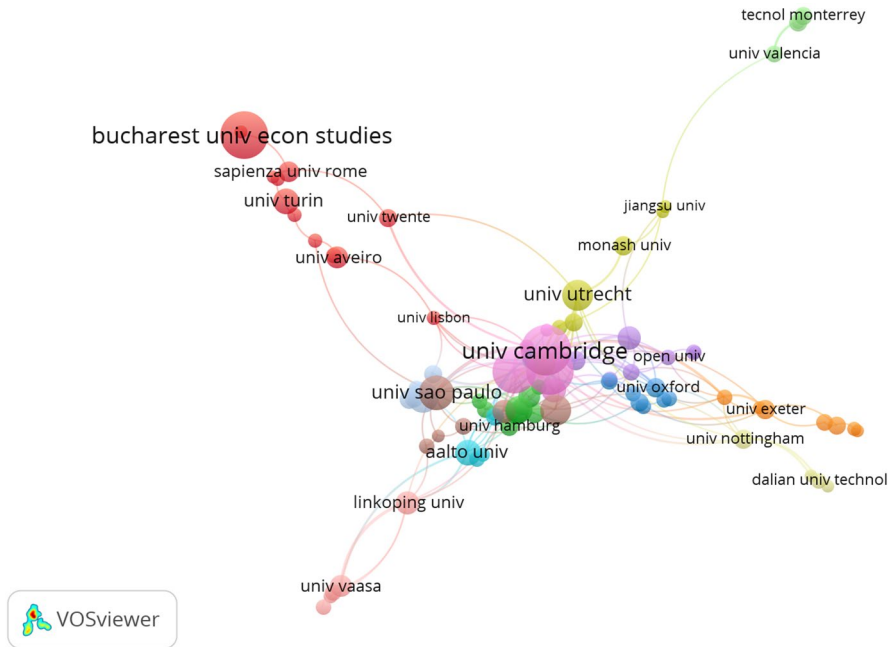 tecnol monterrey
univ valencia
bucharest univ econ studies
sapienza univ rome
univ turin
univ twente
jiangsu univ
monash univ
univ aveiro
univ utrecht
univ lisbon
univ cambridge
open univ
univ oxford
univ sao paulo
univ exeter
univ hamburg
univ nottingham
aalto univ
dalian univ technol
linkoping univ
univ vaasa
VOSviewer